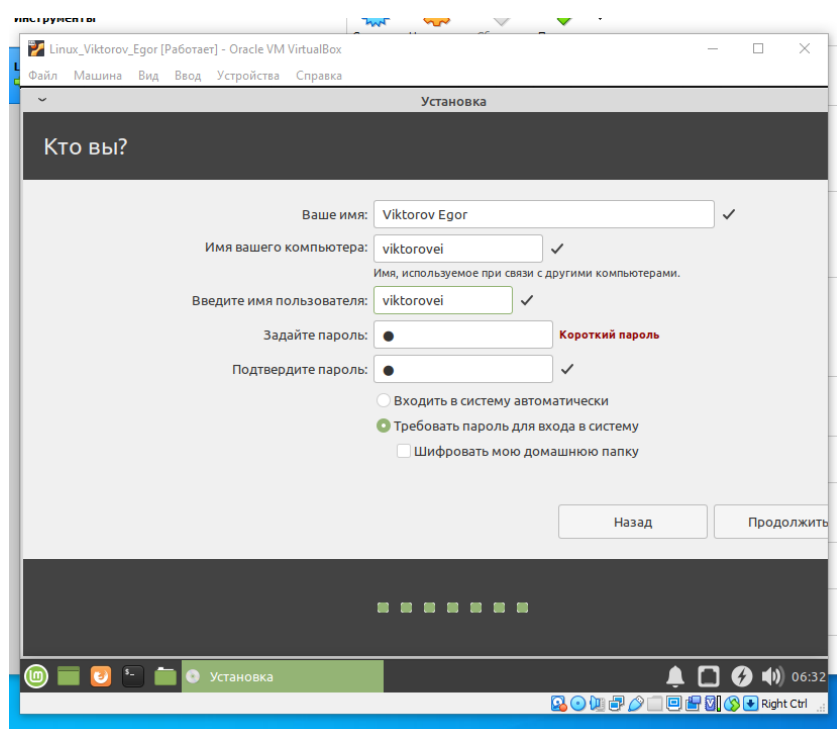 Инструменты
Linux_Viktorov_Egor [Работает] - Oracle VM VirtualBox
Файл Машина Вид Ввод Устройства Справка
Установка
Кто вы?
Ваше имя: Viktorov Egor
Имя вашего компьютера: viktorovei
Имя, используемое при связи с другими компьютерами.
Введите имя пользователя: viktorovei
Задайте пароль: ● Короткий пароль
Подтвердите пароль: ●
Входить в систему автоматически
Требовать пароль для входа в систему
Шифровать мою домашнюю папку
Назад Продолжить
Установка 06:32
Right Ctrl